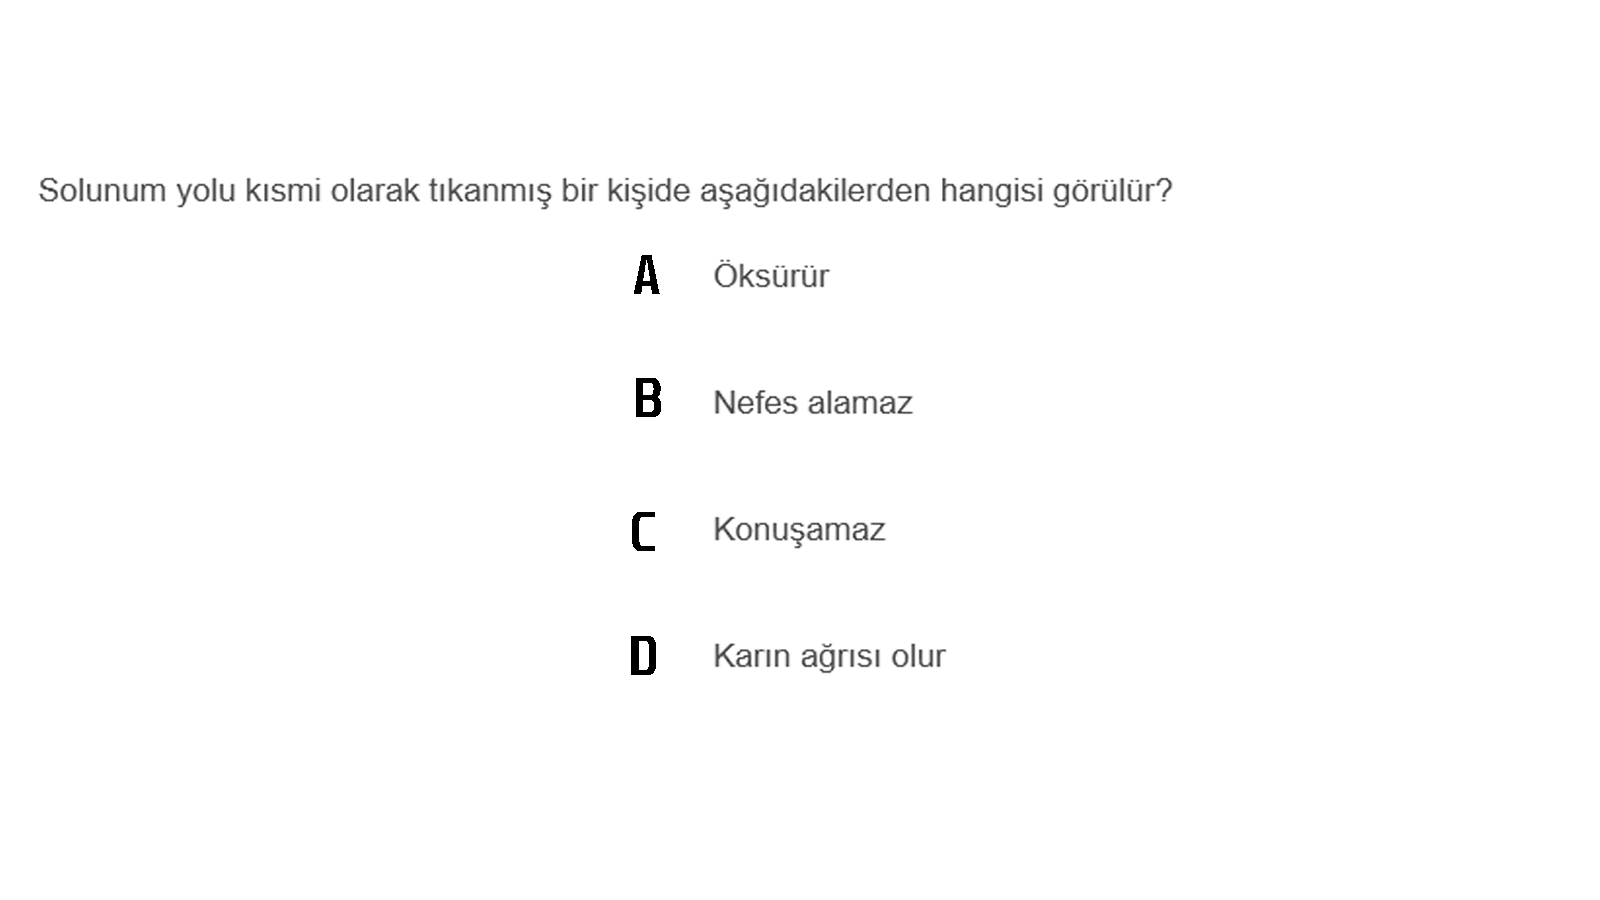 Solunum yolu kısmi olarak tıkanmış bir kişide aşağıdakilerden hangisi görülür?
A Öksürür
B Nefes alamaz
C Konuşamaz
D Karın ağrısı olur